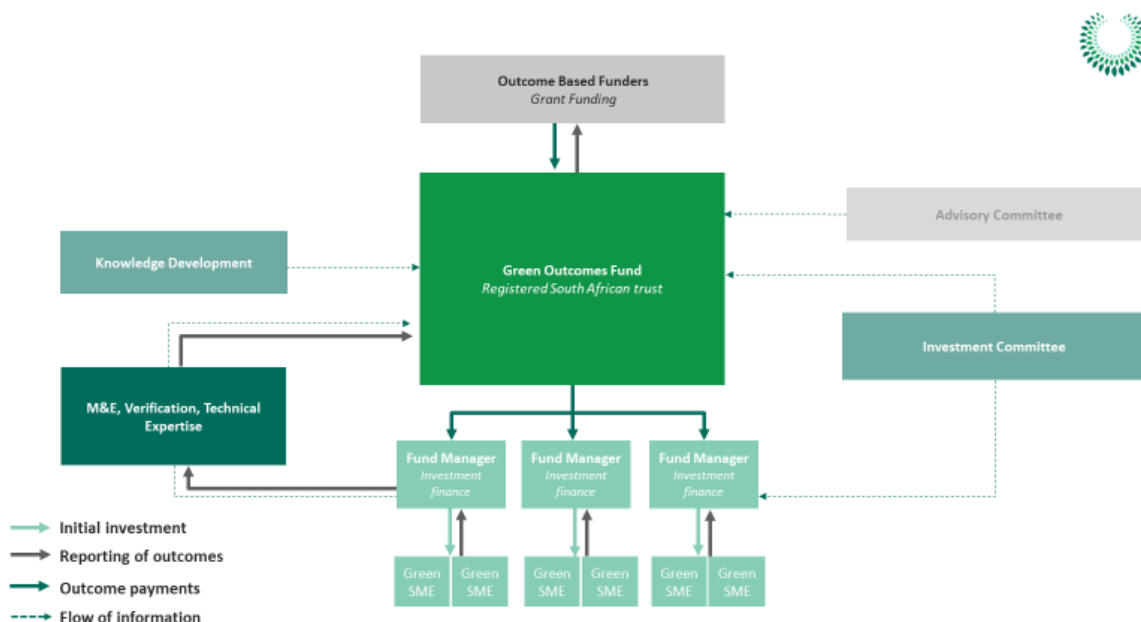 Outcome Based Funders
Grant Funding
Advisory Committee
Knowledge Development
Green Outcomes Fund
Registered South African trust
Investment Committee
M&E, Verification, Technical
Expertise
Fund Manager
Investment
finance
Fund Manager
Investment
finance
Fund Manager
Investment
finance
Green
SME
Green
SME
Green
SME
Green
SME
Green
SME
Green
SME
Initial investment
Reporting of outcomes
Outcome payments
Flow of information